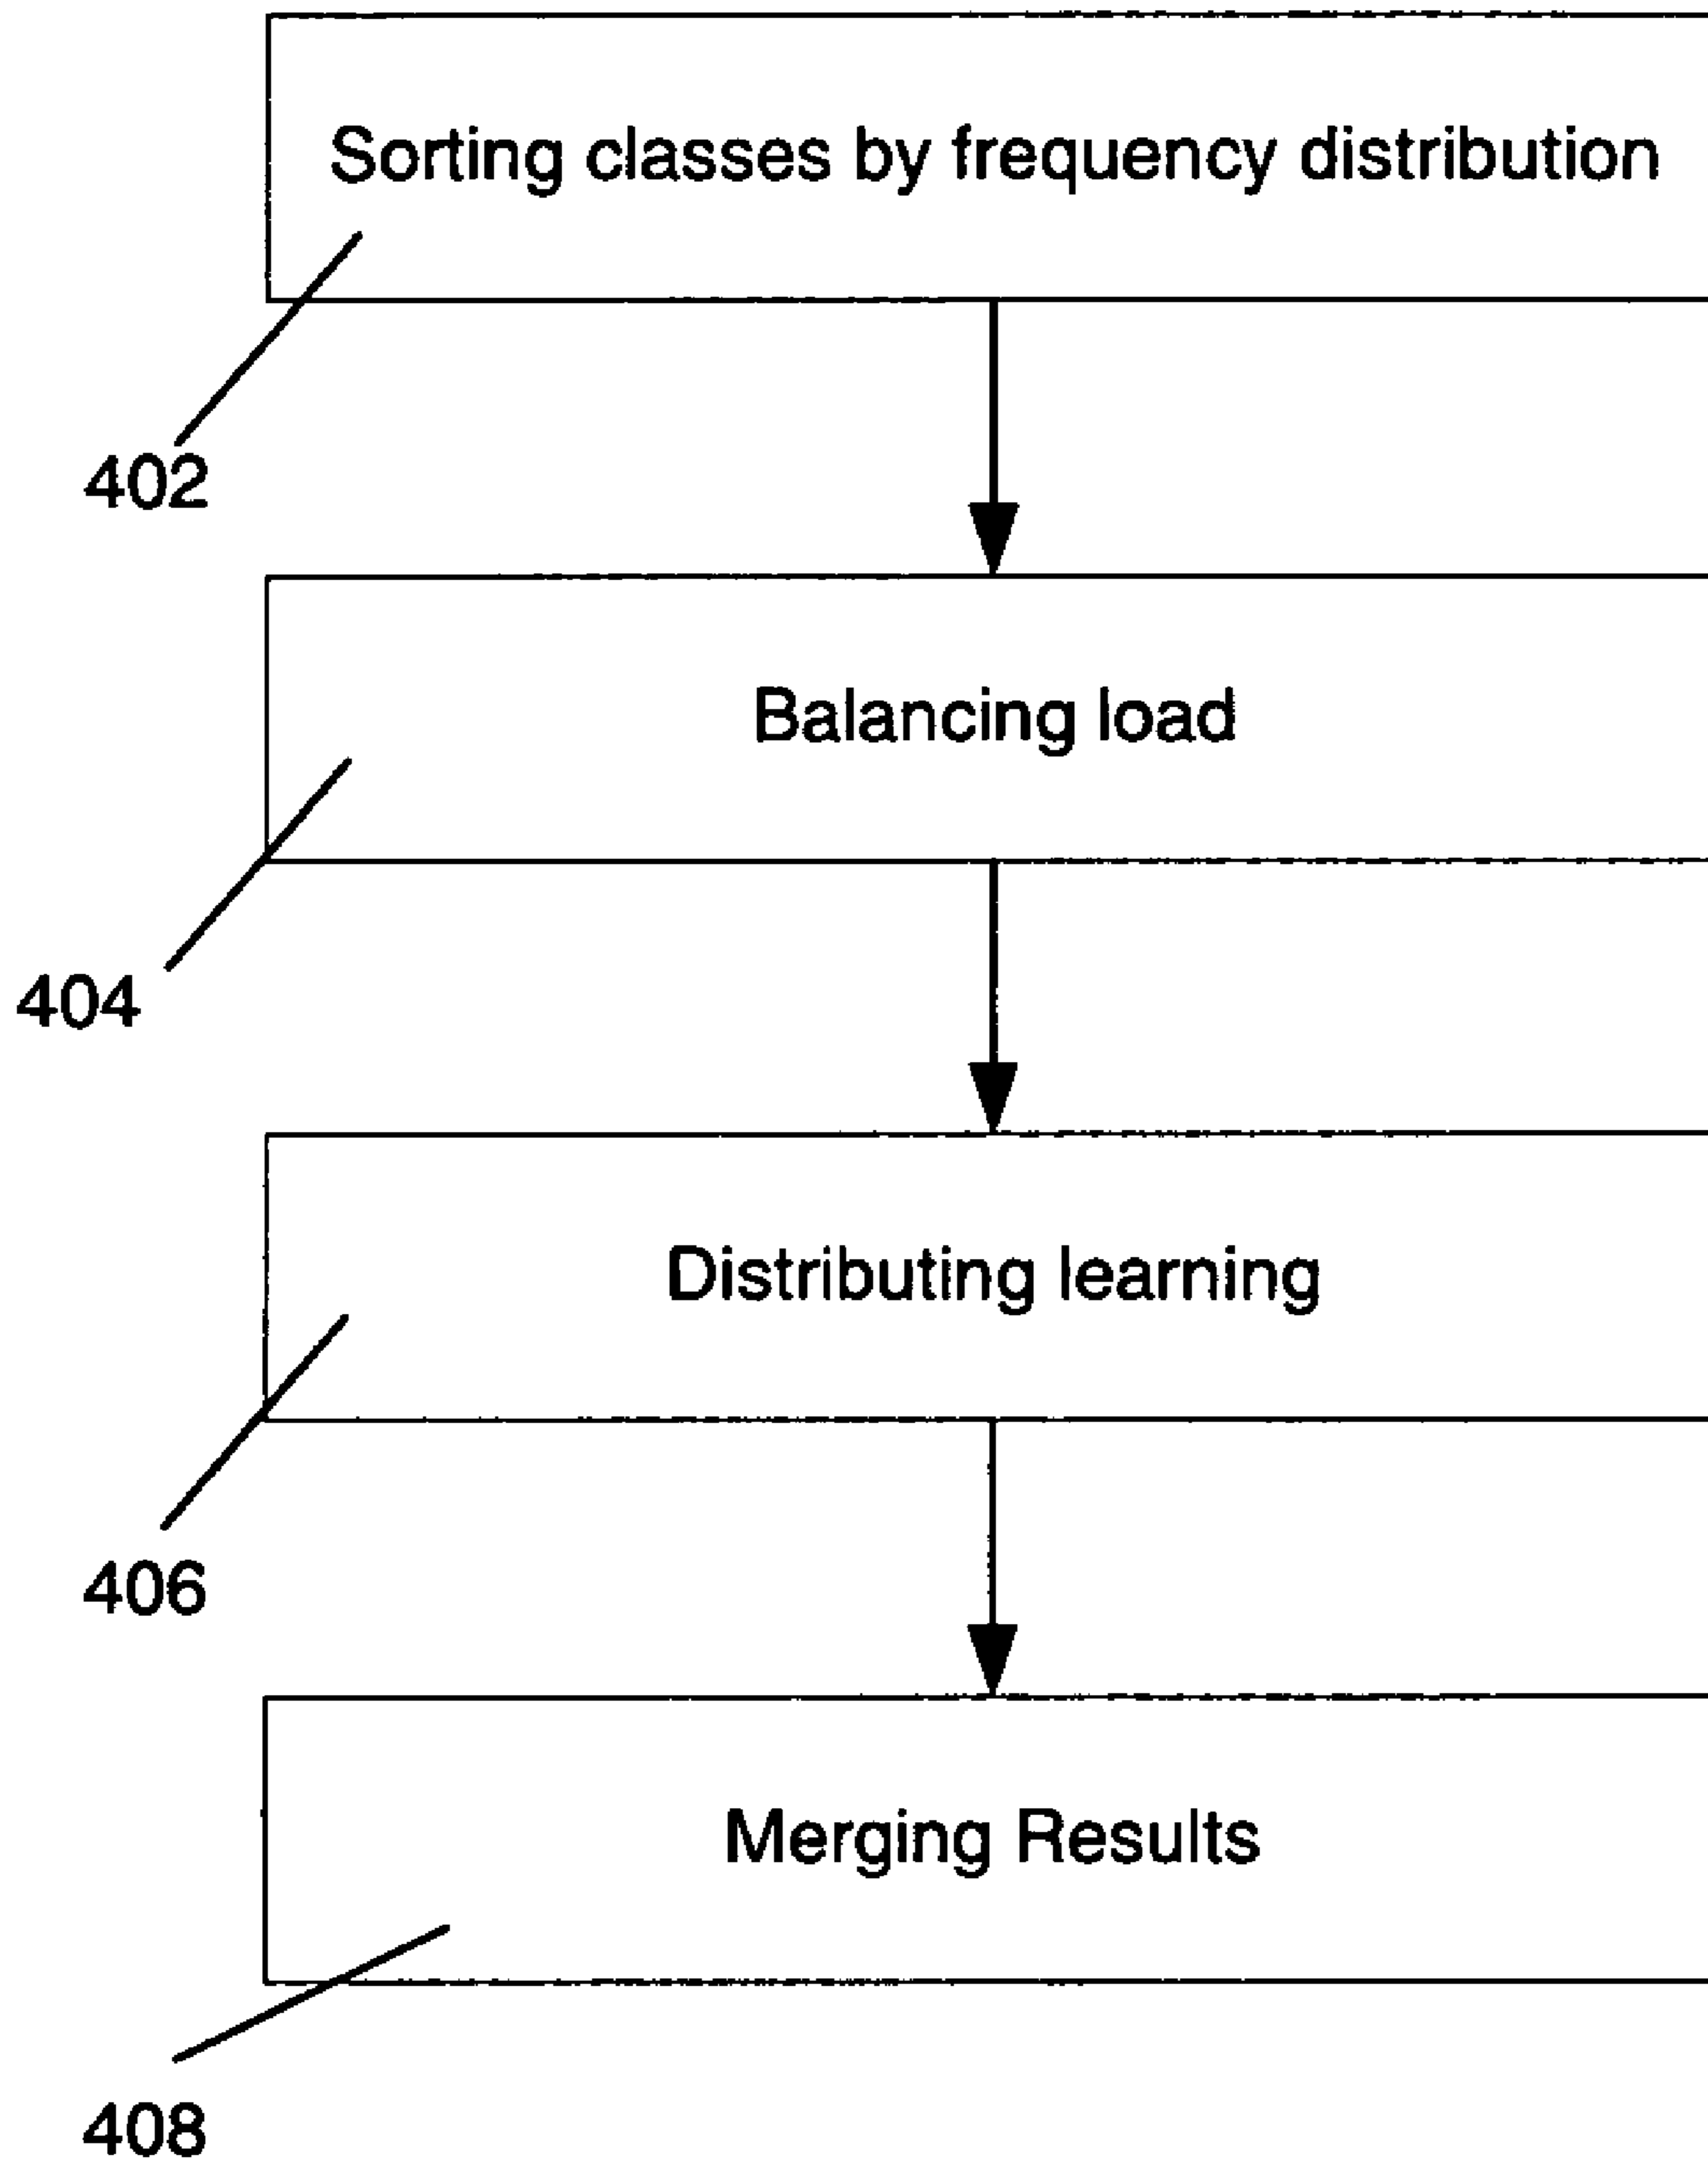 Sorting classes by frequency distribution
402
Balancing load
404
Distributing learning
406
Merging Results
408